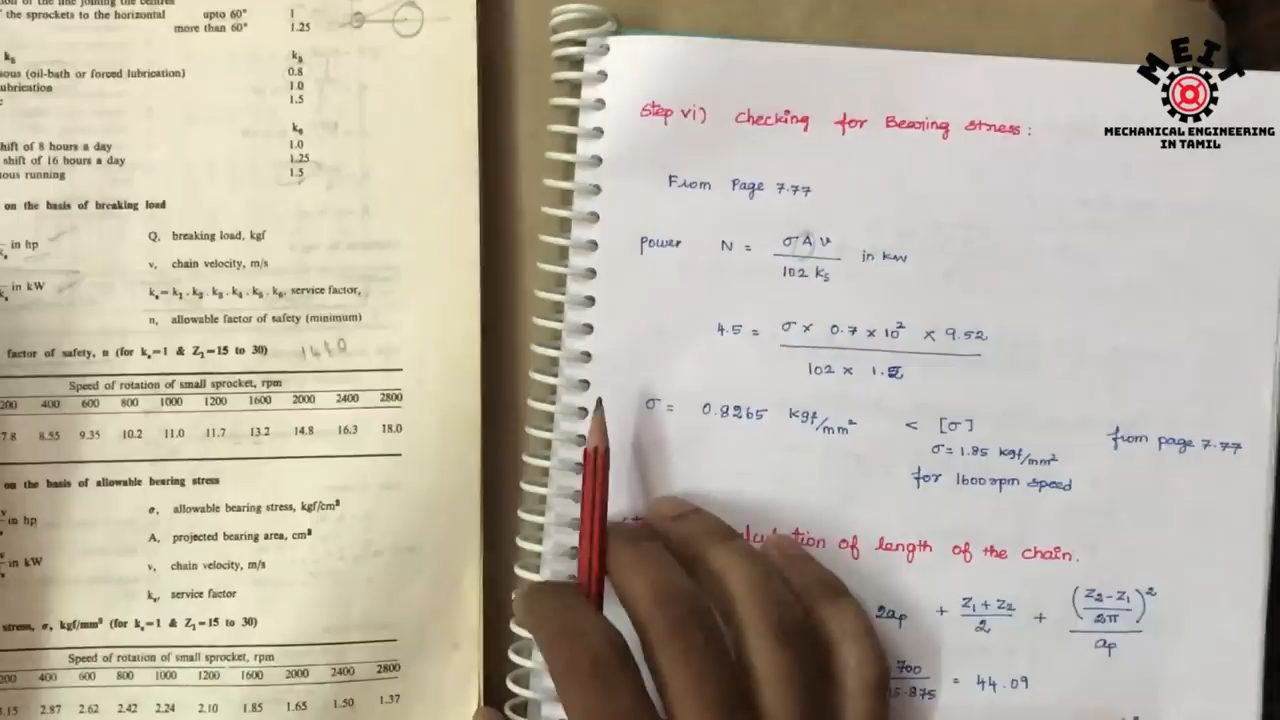 the sprockets to the horizontal upto 60° 1
more than 60° 1.25
k₅ k₅
ous (oil-bath or forced lubrication) 0.8
ubrication 1.0
1.5
k₆
hift of 8 hours a day 1.0
shift of 16 hours a day 1.25
ous running 1.5
on the basis of breaking load
in hp Q, breaking load, kgf
v, chain velocity, m/s
in kW kₛ=k₁.k₂.k₃.k₄.k₅.k₆, service factor,
n, allowable factor of safety (minimum)
factor of safety, n (for kₛ=1 & Z₁=15 to 30)
Speed of rotation of small sprocket, rpm
200 400 600 800 1000 1200 1600 2000 2400 2800
7.8 8.55 9.35 10.2 11.0 11.7 13.2 14.8 16.3 18.0
on the basis of allowable bearing stress
in hp σ, allowable bearing stress, kgf/cm²
A, projected bearing area, cm²
in kW v, chain velocity, m/s
kₛ, service factor
stress, σ, kgf/mm² (for kₛ=1 & Z₁=15 to 30)
Speed of rotation of small sprocket, rpm
200 400 600 800 1000 1200 1600 2000 2400 2800
3.15 2.87 2.62 2.42 2.24 2.10 1.85 1.65 1.50 1.37
MEIT
MECHANICAL ENGINEERING
IN TAMIL
Step vi) Checking for Bearing Stress:
From Page 7.77
Power N = σ A v / 102 kₛ in kW
4.5 = σ × 0.7 × 10² × 9.52 / 102 ×
σ = 0.8265 kgf/mm² < [σ] from page 7.77
σ = 1.85 kgf/mm²
for 1600 rpm speed
of length of the chain.
2ap + Z₁ + Z₂ / 2 + (Z₂ - Z₁ / 2π)² / ap
700 / 15.875 = 44.09